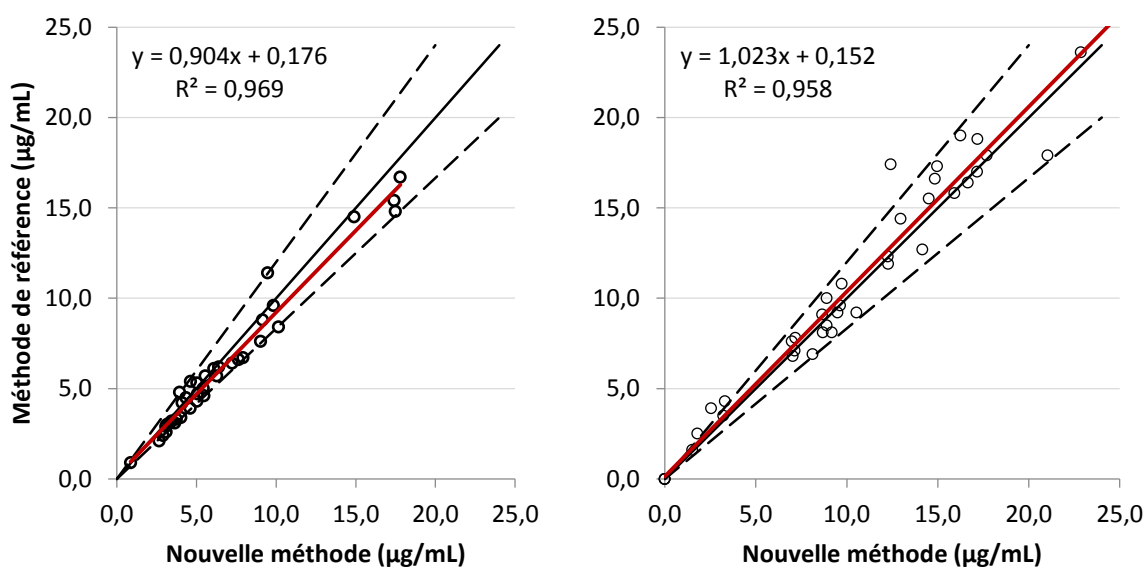 Méthode de référence (µg/mL)
25,0
20,0
15,0
10,0
5,0
0,0
y = 0,904x + 0,176
R² = 0,969
0,0 5,0 10,0 15,0 20,0 25,0
Nouvelle méthode (µg/mL)
25,0
20,0
15,0
10,0
5,0
0,0
y = 1,023x + 0,152
R² = 0,958
0,0 5,0 10,0 15,0 20,0 25,0
Nouvelle méthode (µg/mL)